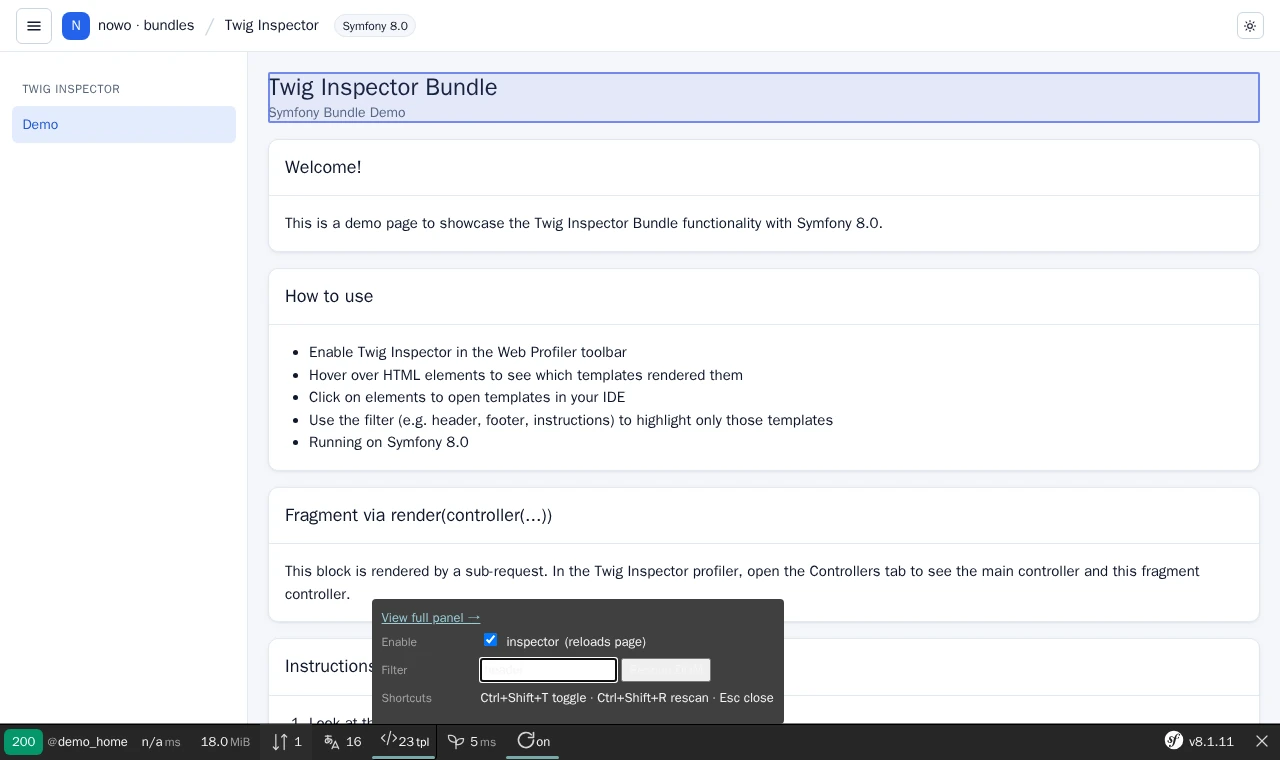 N nowo · bundles / Twig Inspector Symfony 8.0
TWIG INSPECTOR
Demo
Twig Inspector Bundle
Symfony Bundle Demo
Welcome!
This is a demo page to showcase the Twig Inspector Bundle functionality with Symfony 8.0.
How to use
• Enable Twig Inspector in the Web Profiler toolbar
• Hover over HTML elements to see which templates rendered them
• Click on elements to open templates in your IDE
• Use the filter (e.g. header, footer, instructions) to highlight only those templates
• Running on Symfony 8.0
Fragment via render(controller(...))
This block is rendered by a sub-request. In the Twig Inspector profiler, open the Controllers tab to see the main controller and this fragment
controller.
Instructions
1. Look at th
View full panel →
Enable inspector (reloads page)
Filter
Shortcuts Ctrl+Shift+T toggle · Ctrl+Shift+R rescan · Esc close
200 @demo_home n/a ms 18.0 MiB 1 16 </> 23 tpl 5 ms on sf v8.1.11